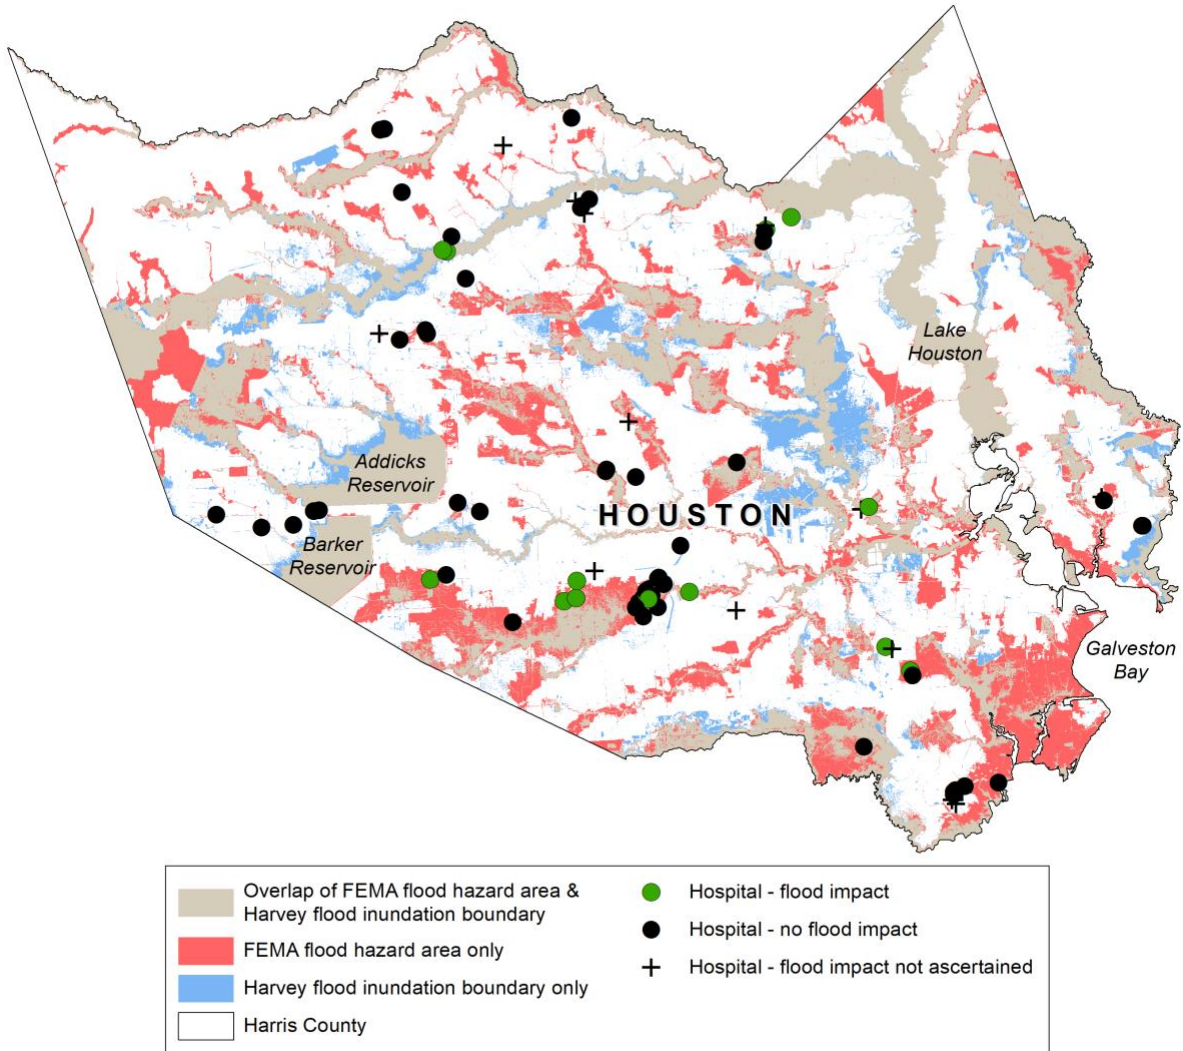 Lake
Houston
Addicks
Reservoir
HOUSTON
Barker
Reservoir
Galveston
Bay
Overlap of FEMA flood hazard area &
Harvey flood inundation boundary
FEMA flood hazard area only
Harvey flood inundation boundary only
Harris County
Hospital - flood impact
Hospital - no flood impact
Hospital - flood impact not ascertained